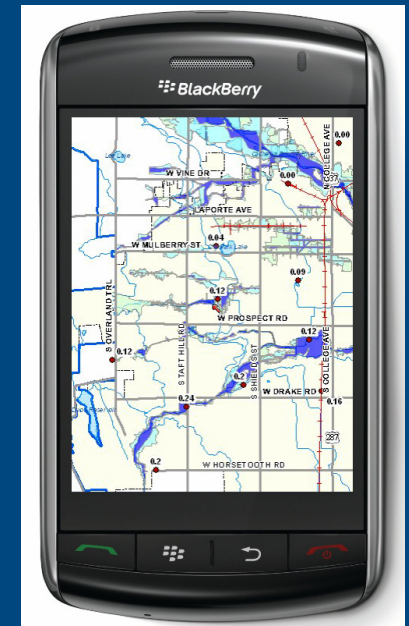 BlackBerry
0.00
N COLLEGE AVE
W VINE DR
0.00
LAPORTE AVE
0.04
W MULBERRY ST
0.09
0.12
S OVERLAND TRL
W PROSPECT RD
0.12
0.12
S TAFT HILL RD
S SHIELDS ST
S COLLEGE AVE
0.2
W DRAKE RD
0.24
0.16
287
0.2
W HORSETOOTH RD